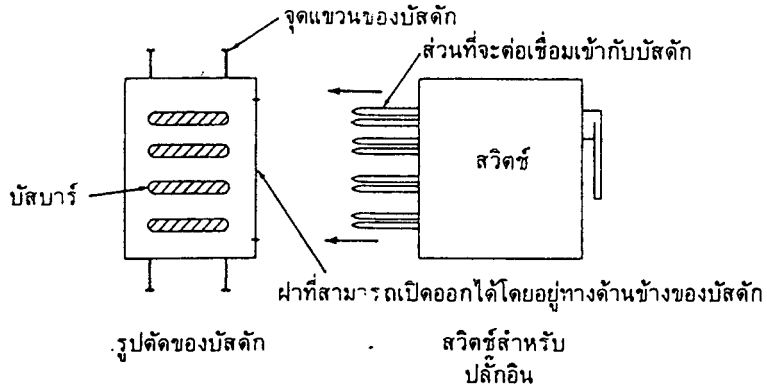 จุดแขวนของบัสดัก
ส่วนที่จะต่อเชื่อมเข้ากับบัสดัก
สวิตช์
บัสบาร์
ฝาที่สามารถเปิดออกได้โดยอยู่ทางด้านข้างของบัสดัก
รูปตัดของบัสดัก
สวิตช์สำหรับ
ปลั๊กอิน